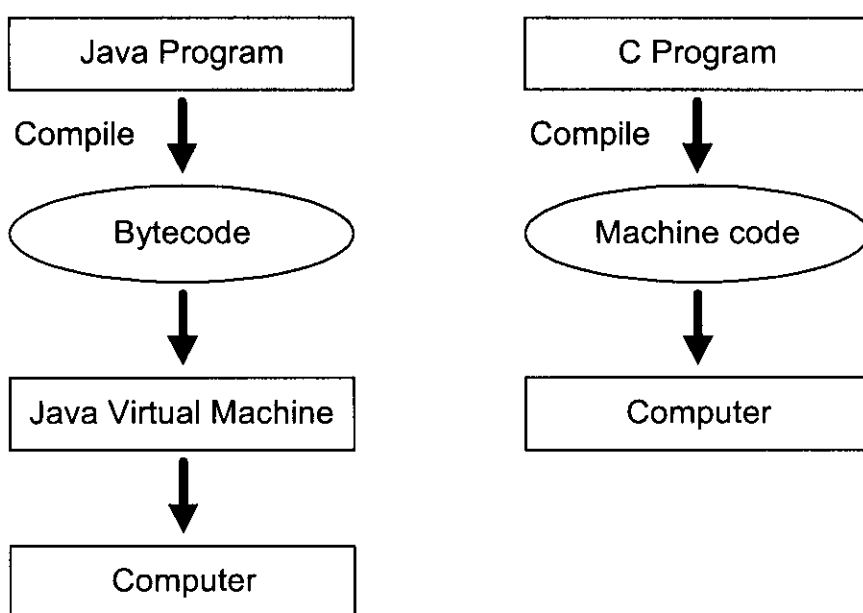 Java Program
Compile
Bytecode
Java Virtual Machine
Computer
C Program
Compile
Machine code
Computer